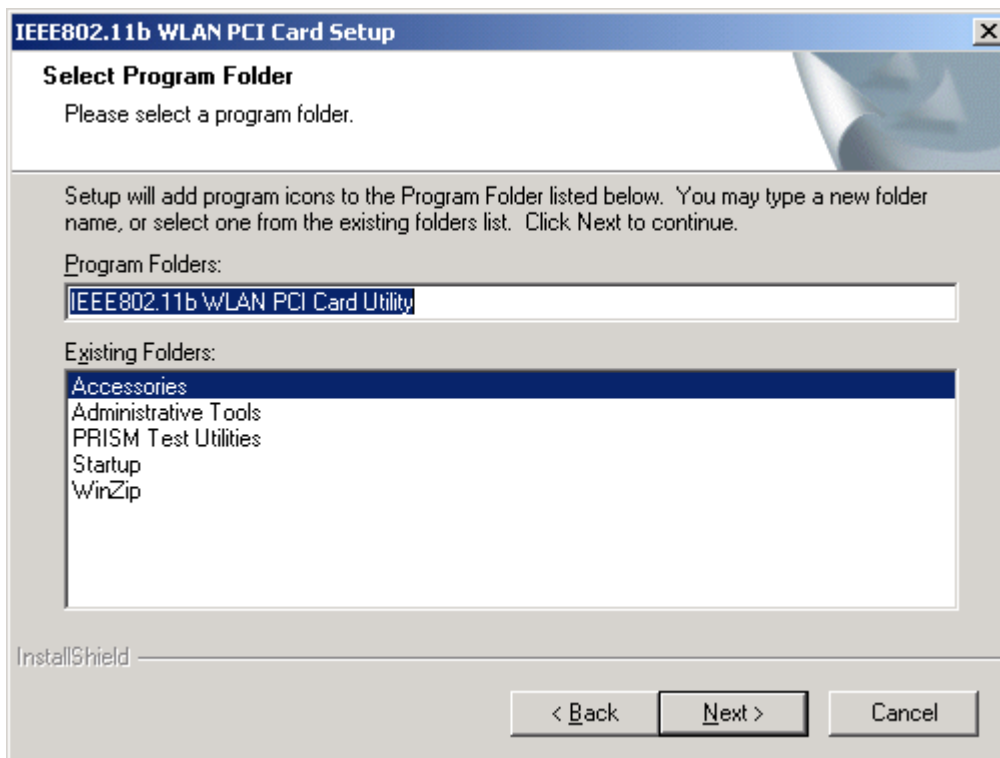 IEEE802.11b WLAN PCI Card Setup
Select Program Folder
Please select a program folder.
Setup will add program icons to the Program Folder listed below.  You may type a new folder
name, or select one from the existing folders list.  Click Next to continue.
Program Folders:
IEEE802.11b WLAN PCI Card Utility
Existing Folders:
Accessories
Administrative Tools
PRISM Test Utilities
Startup
WinZip
InstallShield
< Back
Next >
Cancel